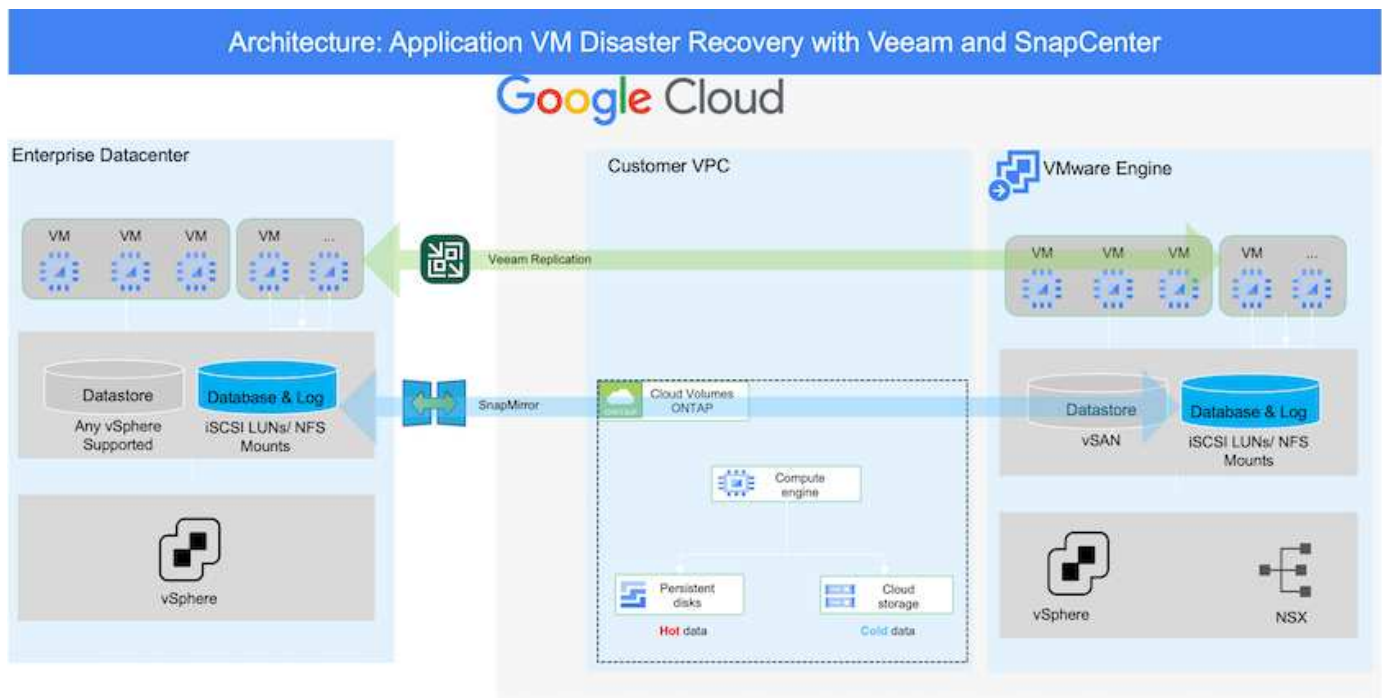 Architecture: Application VM Disaster Recovery with Veeam and SnapCenter
Google Cloud
Enterprise Datacenter
VM
VM
VM
VM
...
Datastore
Any vSphere
Supported
Database & Log
iSCSI LUNs/ NFS
Mounts
vSphere
Veeam Replication
SnapMirror
Customer VPC
ONTAP
Cloud Volumes
ONTAP
Compute
engine
Persistent
disks
Hot data
Cloud
storage
Cold data
VMware Engine
VM
VM
VM
VM
...
Datastore
vSAN
Database & Log
iSCSI LUNs/ NFS
Mounts
vSphere
NSX